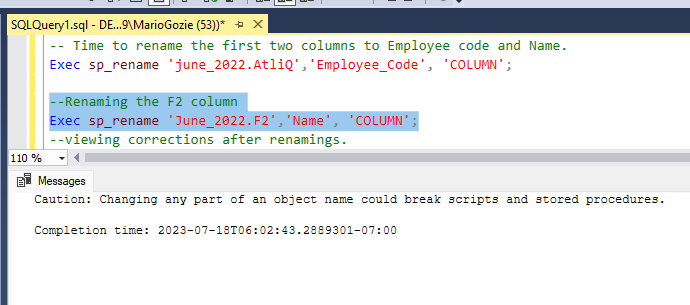 SQLQuery1.sql - DE...9\MarioGozie (53))*
-- Time to rename the first two columns to Employee code and Name.
Exec sp_rename 'june_2022.AtliQ','Employee_Code', 'COLUMN';
--Renaming the F2 column
Exec sp_rename 'June_2022.F2','Name', 'COLUMN';
--viewing corrections after renamings.
110 %
Messages
Caution: Changing any part of an object name could break scripts and stored procedures.
Completion time: 2023-07-18T06:02:43.2889301-07:00